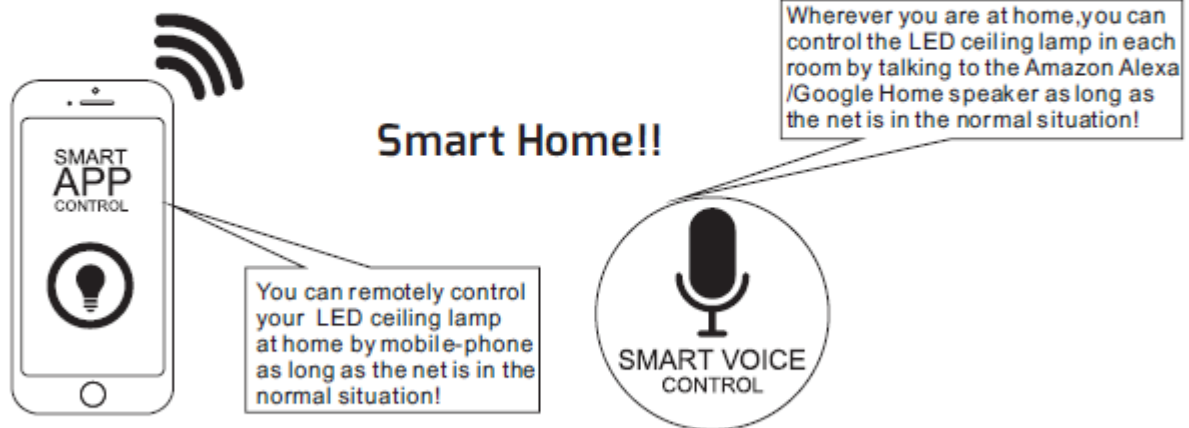 Wherever you are at home,you can
control the LED ceiling lamp in each
room by talking to the Amazon Alexa
/Google Home speaker as long as
the net is in the normal situation!
Smart Home!!
SMART
APP
CONTROL
You can remotely control
your LED ceiling lamp
at home by mobile-phone
as long as the net is in the
normal situation!
SMART VOICE
CONTROL